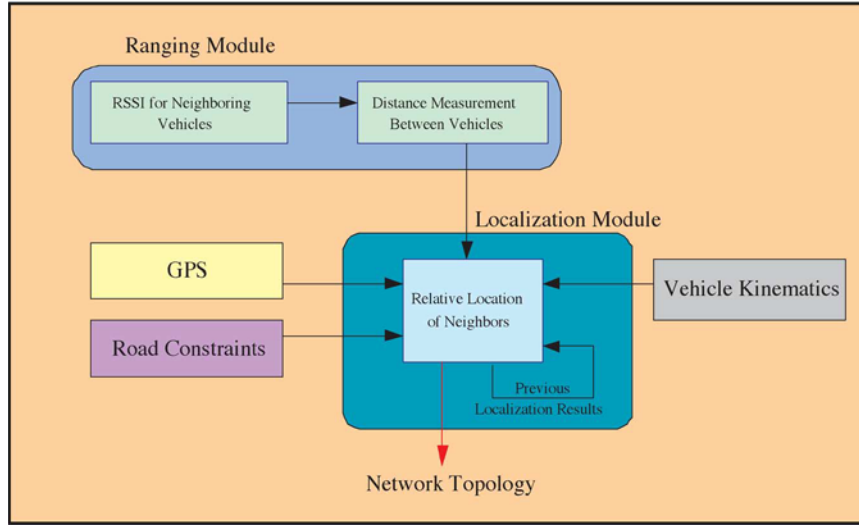 Ranging Module
RSSI for Neighboring
Vehicles
Distance Measurement
Between Vehicles
Localization Module
GPS
Relative Location
of Neighbors
Vehicle Kinematics
Road Constraints
Previous
Localization Results
Network Topology